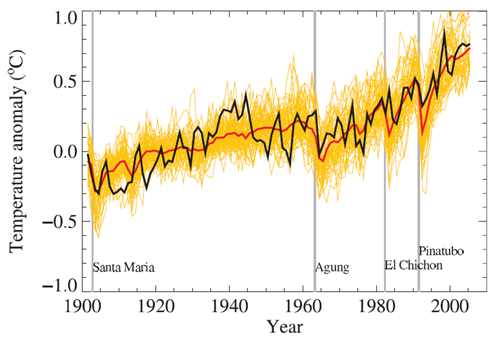 1.0
0.5
0.0
−0.5
−1.0
Temperature anomaly (ºC)
Santa Maria
Agung
El Chichon
Pinatubo
1900 1920 1940 1960 1980 2000
Year